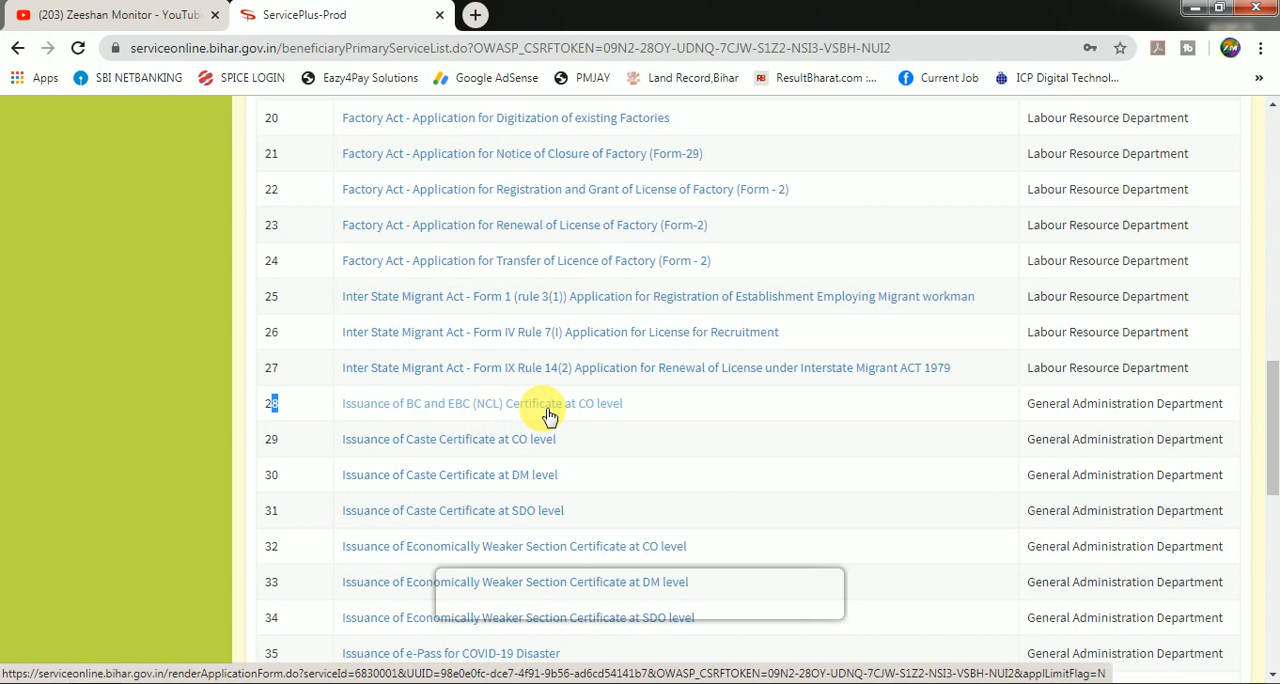 (203) Zeeshan Monitor - YouTub
ServicePlus-Prod
serviceonline.bihar.gov.in/beneficiaryPrimaryServiceList.do?OWASP_CSRFTOKEN=09N2-28OY-UDNQ-7CJW-S1Z2-NSI3-VSBH-NUI2
Apps SBI NETBANKING SPICE LOGIN Eazy4Pay Solutions Google AdSense PMJAY Land Record,Bihar ResultBharat.com :... Current Job ICP Digital Technol... »
20 Factory Act - Application for Digitization of existing Factories Labour Resource Department
21 Factory Act - Application for Notice of Closure of Factory (Form-29) Labour Resource Department
22 Factory Act - Application for Registration and Grant of License of Factory (Form - 2) Labour Resource Department
23 Factory Act - Application for Renewal of License of Factory (Form-2) Labour Resource Department
24 Factory Act - Application for Transfer of Licence of Factory (Form - 2) Labour Resource Department
25 Inter State Migrant Act - Form 1 (rule 3(1)) Application for Registration of Establishment Employing Migrant workman Labour Resource Department
26 Inter State Migrant Act - Form IV Rule 7(I) Application for License for Recruitment Labour Resource Department
27 Inter State Migrant Act - Form IX Rule 14(2) Application for Renewal of License under Interstate Migrant ACT 1979 Labour Resource Department
28 Issuance of BC and EBC (NCL) Certificate at CO level General Administration Department
29 Issuance of Caste Certificate at CO level General Administration Department
30 Issuance of Caste Certificate at DM level General Administration Department
31 Issuance of Caste Certificate at SDO level General Administration Department
32 Issuance of Economically Weaker Section Certificate at CO level General Administration Department
33 Issuance of Economically Weaker Section Certificate at DM level General Administration Department
34 Issuance of Economically Weaker Section Certificate at SDO level General Administration Department
35 Issuance of e-Pass for COVID-19 Disaster General Administration Department
https://serviceonline.bihar.gov.in/renderApplicationForm.do?serviceId=6830001&UUID=98e0e0fc-dce7-4f91-9b56-ad6cd54141b7&OWASP_CSRFTOKEN=09N2-28OY-UDNQ-7CJW-S1Z2-NSI3-VSBH-NUI2&applLimitFlag=N